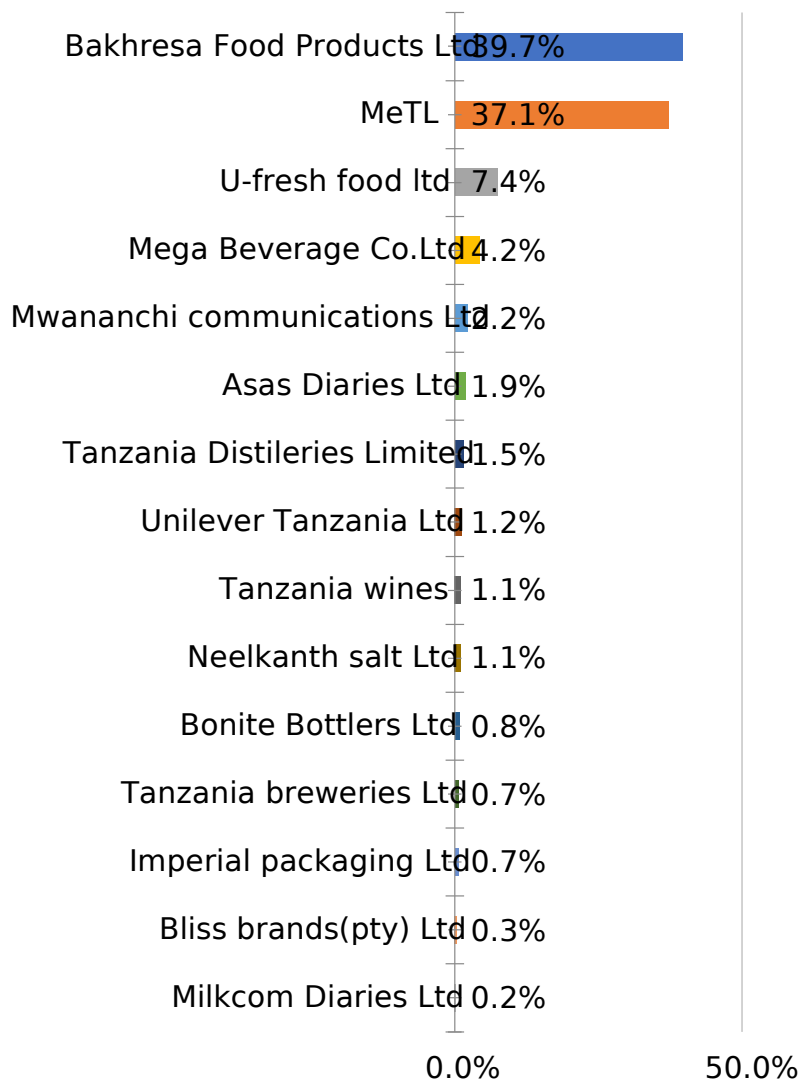 Bakhresa Food Products Ltd 39.7%
MeTL 37.1%
U-fresh food ltd 7.4%
Mega Beverage Co.Ltd 4.2%
Mwananchi communications Ltd 2.2%
Asas Diaries Ltd 1.9%
Tanzania Distileries Limited 1.5%
Unilever Tanzania Ltd 1.2%
Tanzania wines 1.1%
Neelkanth salt Ltd 1.1%
Bonite Bottlers Ltd 0.8%
Tanzania breweries Ltd 0.7%
Imperial packaging Ltd 0.7%
Bliss brands(pty) Ltd 0.3%
Milkcom Diaries Ltd 0.2%
0.0% 50.0%